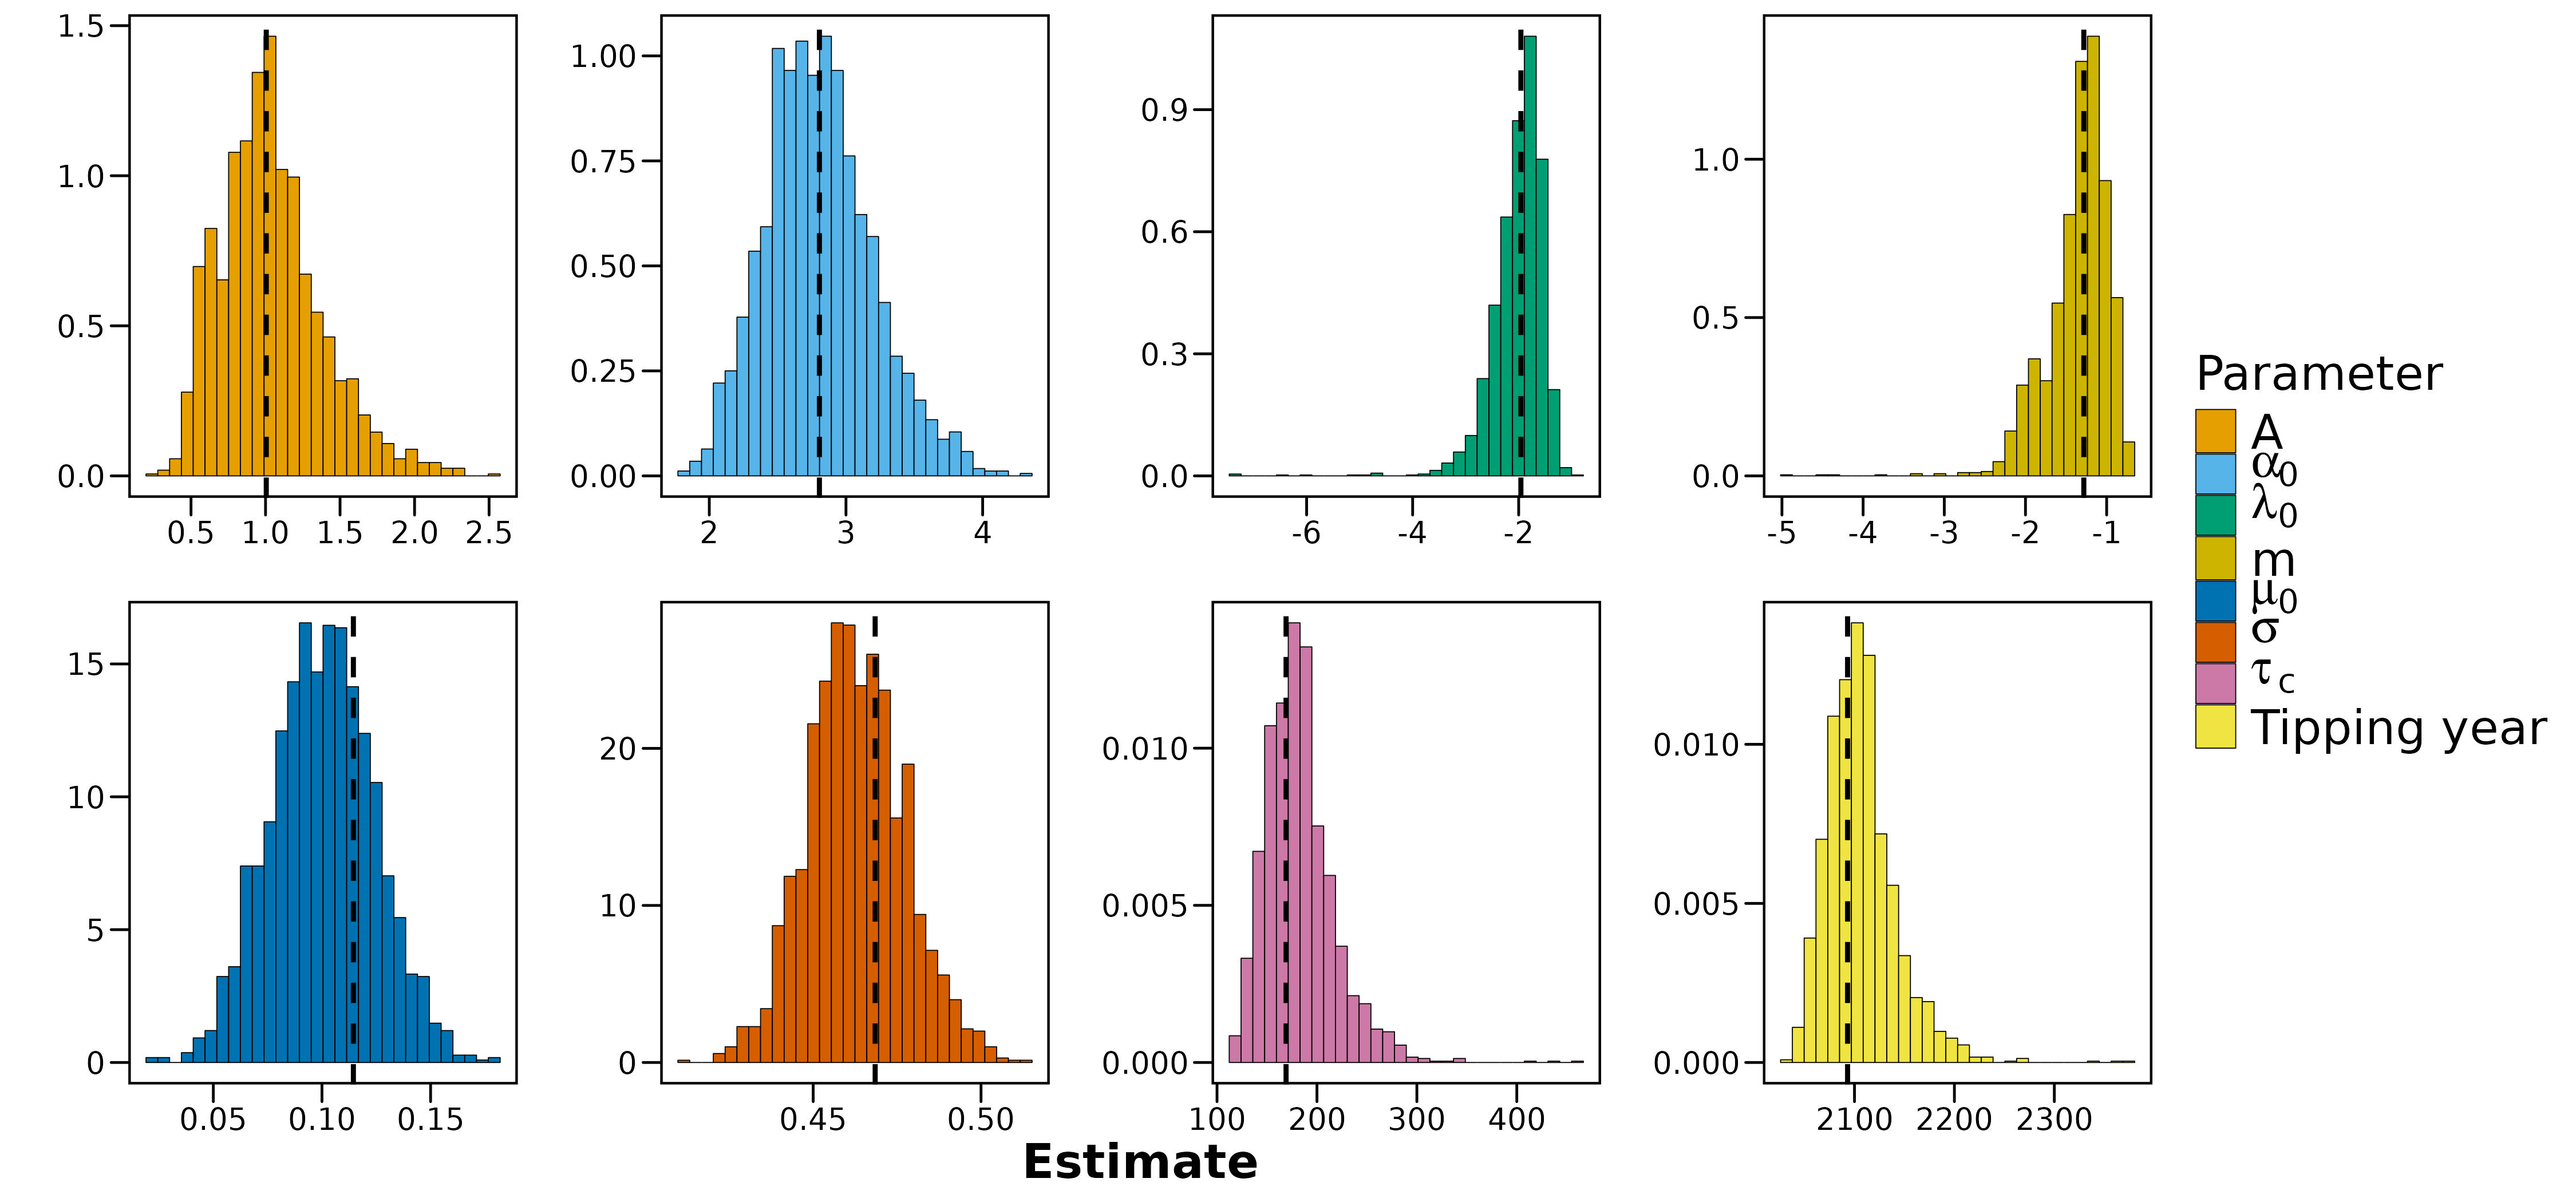 1.5
1.0
0.5
0.0
0.5 1.0 1.5 2.0 2.5
1.00
0.75
0.50
0.25
0.00
2 3 4
0.9
0.6
0.3
0.0
-6 -4 -2
1.0
0.5
0.0
-5 -4 -3 -2 -1
15
10
5
0
0.05 0.10 0.15
20
10
0
0.45 0.50
0.010
0.005
0.000
100 200 300 400
0.010
0.005
0.000
2100 2200 2300
Estimate
Parameter
A
α₀
λ₀
m
μ₀
σ
τ c
Tipping year